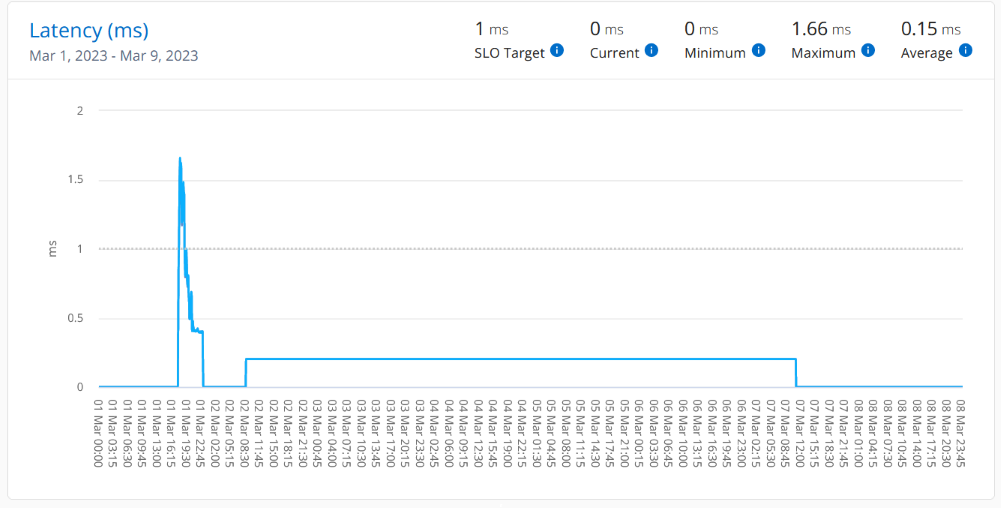 Latency (ms)
Mar 1, 2023 - Mar 9, 2023
1 ms
SLO Target
0 ms
Current
0 ms
Minimum
1.66 ms
Maximum
0.15 ms
Average
2
1.5
1
0.5
0
ms
01 Mar 00:00
01 Mar 03:15
01 Mar 06:30
01 Mar 09:45
01 Mar 13:00
01 Mar 16:15
01 Mar 19:30
01 Mar 22:45
02 Mar 02:00
02 Mar 05:15
02 Mar 08:30
02 Mar 11:45
02 Mar 15:00
02 Mar 18:15
02 Mar 21:30
03 Mar 00:45
03 Mar 04:00
03 Mar 07:15
03 Mar 10:30
03 Mar 13:45
03 Mar 17:00
03 Mar 20:15
03 Mar 23:30
04 Mar 02:45
04 Mar 06:00
04 Mar 09:15
04 Mar 12:30
04 Mar 15:45
04 Mar 19:00
04 Mar 22:15
05 Mar 01:30
05 Mar 04:45
05 Mar 08:00
05 Mar 11:15
05 Mar 14:30
05 Mar 17:45
05 Mar 21:00
06 Mar 00:15
06 Mar 03:30
06 Mar 06:45
06 Mar 10:00
06 Mar 13:15
06 Mar 16:30
06 Mar 19:45
06 Mar 23:00
07 Mar 02:15
07 Mar 05:30
07 Mar 08:45
07 Mar 12:00
07 Mar 15:15
07 Mar 18:30
07 Mar 21:45
08 Mar 01:00
08 Mar 04:15
08 Mar 07:30
08 Mar 10:45
08 Mar 14:00
08 Mar 17:15
08 Mar 20:30
08 Mar 23:45